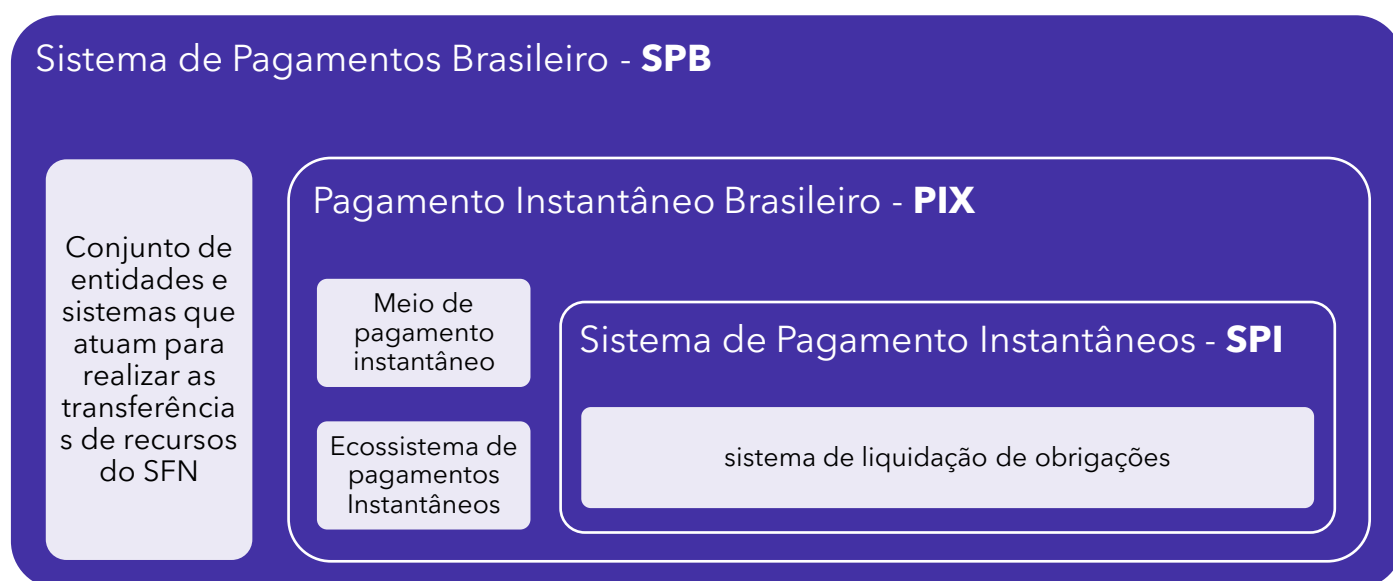 Sistema de Pagamentos Brasileiro - SPB
Conjunto de
entidades e
sistemas que
atuam para
realizar as
transferência
s de recursos
do SFN
Pagamento Instantâneo Brasileiro - PIX
Meio de
pagamento
instantâneo
Ecossistema de
pagamentos
Instantâneos
Sistema de Pagamento Instantâneos - SPI
sistema de liquidação de obrigações